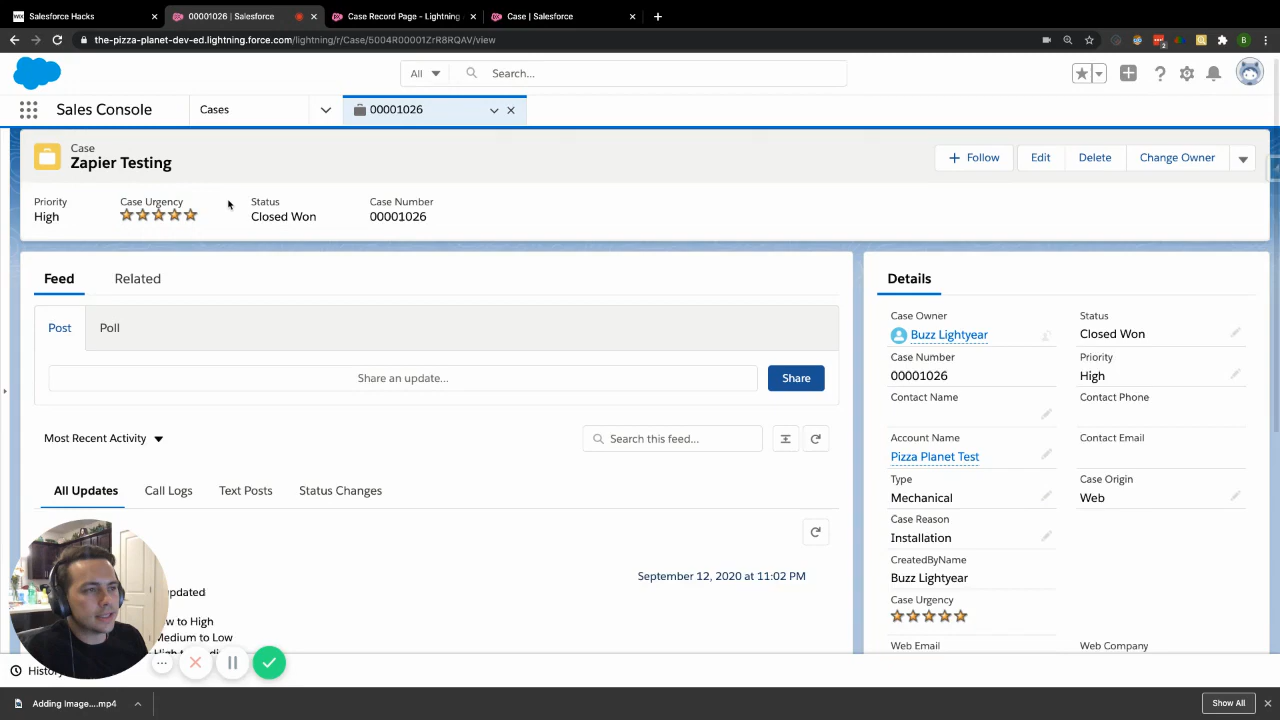 Salesforce Hacks
00001026 | Salesforce
Case Record Page - Lightning
Case | Salesforce
the-pizza-planet-dev-ed.lightning.force.com/lightning/r/Case/5004R00001ZrR8RQAV/view
All
Search...
Sales Console
Cases
00001026
Case
Zapier Testing
Follow
Edit
Delete
Change Owner
Priority
High
Case Urgency
Status
Closed Won
Case Number
00001026
Feed
Related
Post
Poll
Share an update...
Share
Most Recent Activity
Search this feed...
All Updates
Call Logs
Text Posts
Status Changes
September 12, 2020 at 11:02 PM
Medium to Low
Details
Case Owner
Buzz Lightyear
Status
Closed Won
Case Number
00001026
Priority
High
Contact Name
Contact Phone
Account Name
Pizza Planet Test
Contact Email
Type
Mechanical
Case Origin
Web
Case Reason
Installation
CreatedByName
Buzz Lightyear
Case Urgency
Web Email
Web Company
Adding Image....mp4
Show All